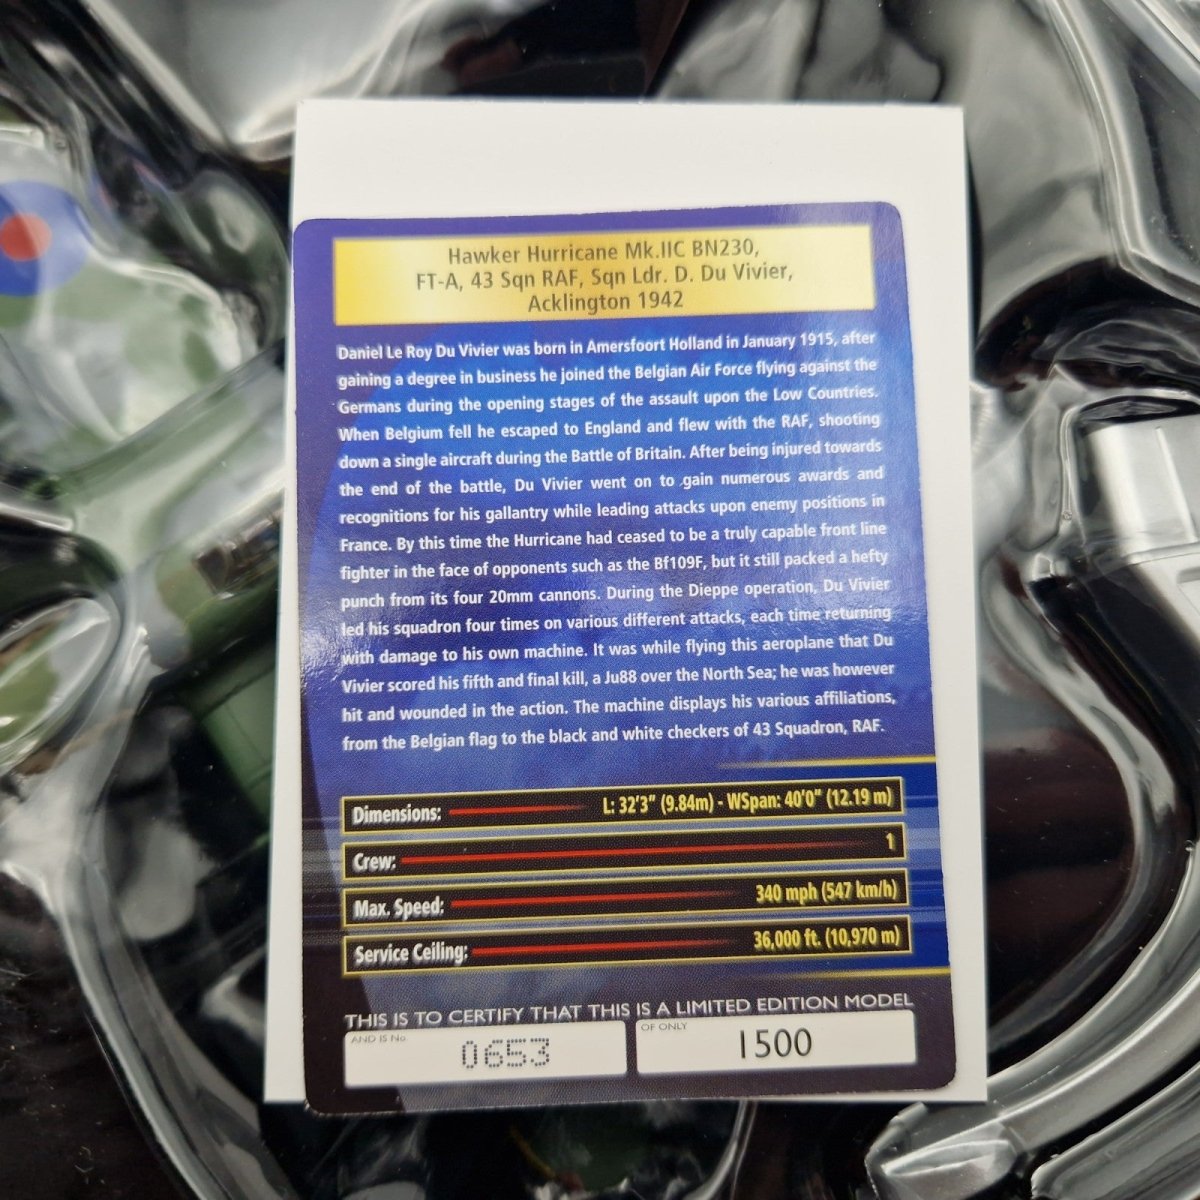 Hawker Hurricane Mk.IIC BN230,
FT-A, 43 Sqn RAF, Sqn Ldr. D. Du Vivier,
Acklington 1942
Daniel Le Roy Du Vivier was born in Amersfoort Holland in January 1915, after
gaining a degree in business he joined the Belgian Air Force flying against the
Germans during the opening stages of the assault upon the Low Countries.
When Belgium fell he escaped to England and flew with the RAF, shooting
down a single aircraft during the Battle of Britain. After being injured towards
the end of the battle, Du Vivier went on to gain numerous awards and
recognitions for his gallantry while leading attacks upon enemy positions in
France. By this time the Hurricane had ceased to be a truly capable front line
fighter in the face of opponents such as the Bf109F, but it still packed a hefty
punch from its four 20mm cannons. During the Dieppe operation, Du Vivier
led his squadron four times on various different attacks, each time returning
with damage to his own machine. It was while flying this aeroplane that Du
Vivier scored his fifth and final kill, a Ju88 over the North Sea; he was however
hit and wounded in the action. The machine displays his various affiliations,
from the Belgian flag to the black and white checkers of 43 Squadron, RAF.
Dimensions: L: 32'3" (9.84m) - WSpan: 40'0" (12.19 m)
Crew: 1
Max. Speed: 340 mph (547 km/h)
Service Ceiling: 36,000 ft. (10,970 m)
THIS IS TO CERTIFY THAT THIS IS A LIMITED EDITION MODEL
AND IS No 0653 OF ONLY 1500